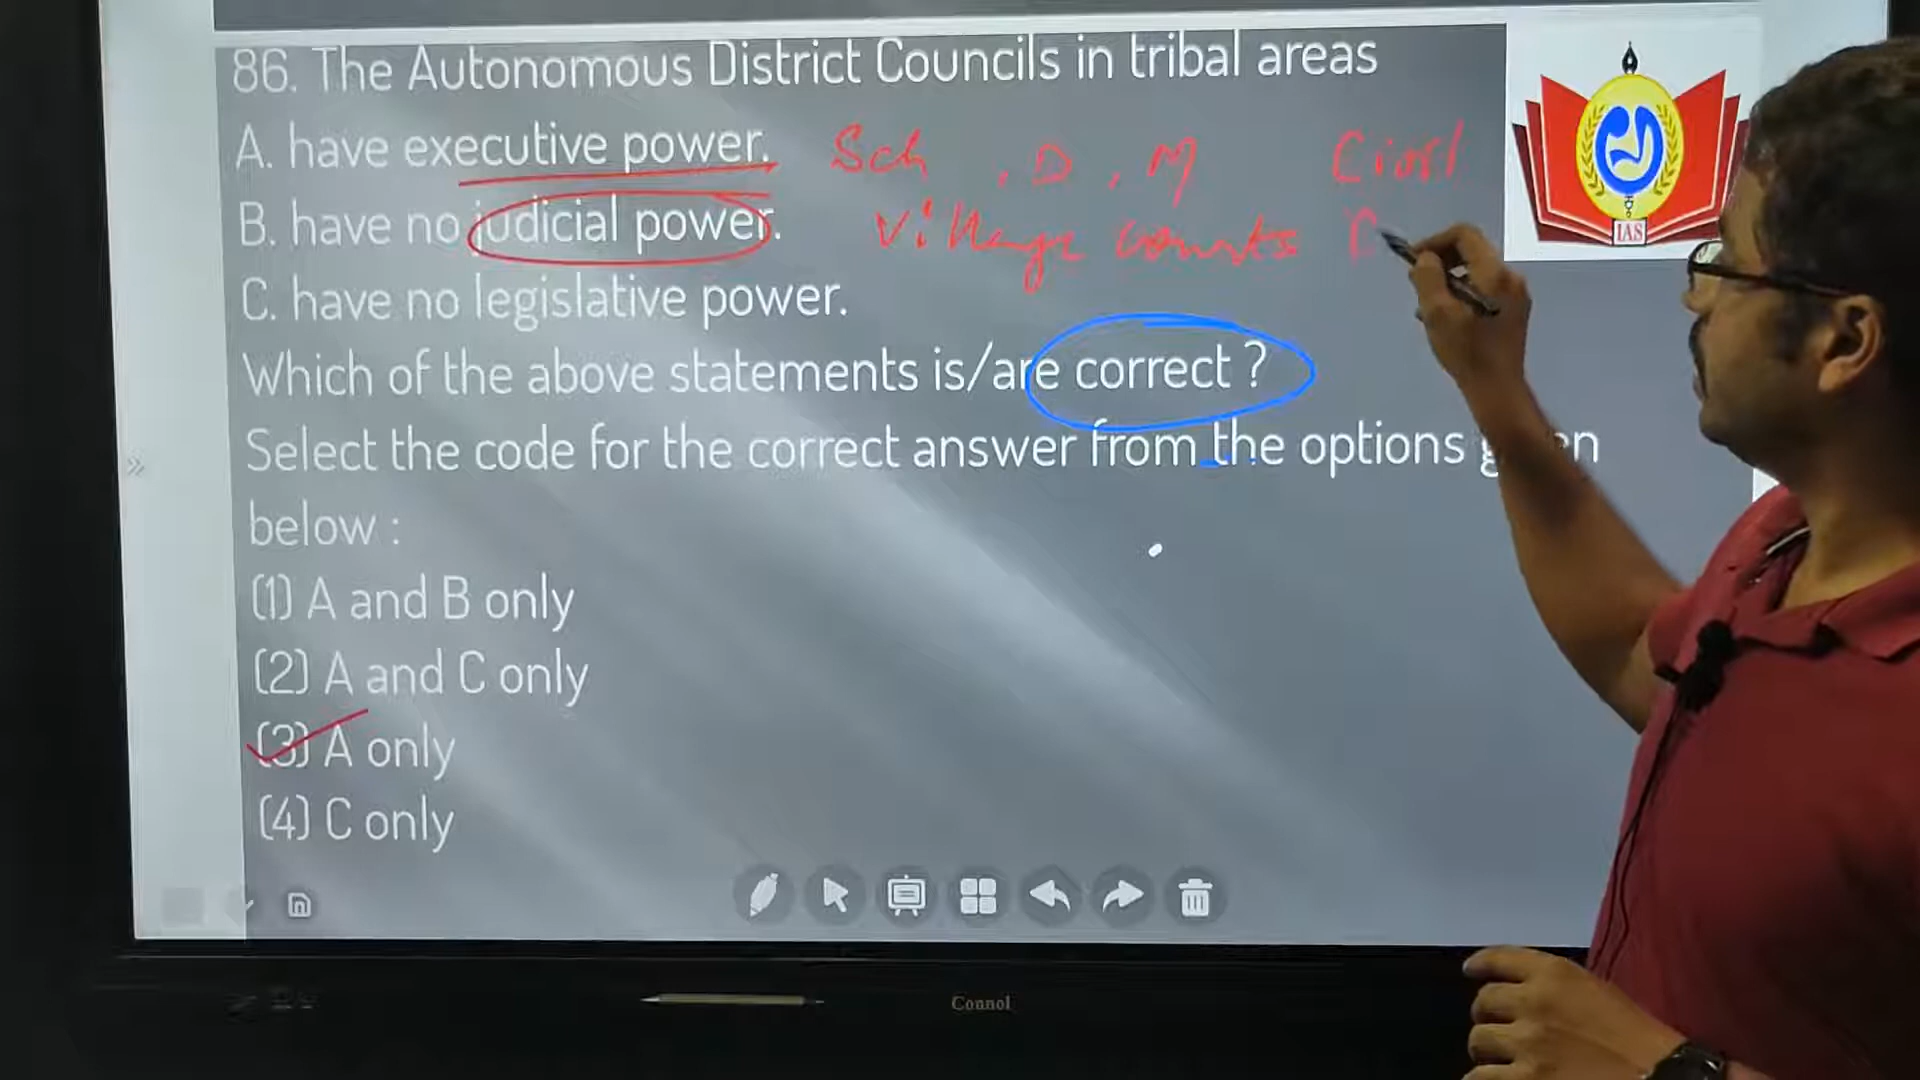 86. The Autonomous District Councils in tribal areas
A. have executive power. Sch , D , M Civil
B. have no judicial power. Village courts
C. have no legislative power.
Which of the above statements is/are correct ?
Select the code for the correct answer from the options
below :
(1) A and B only
(2) A and C only
(3) A only
(4) C only
IAS
Connol